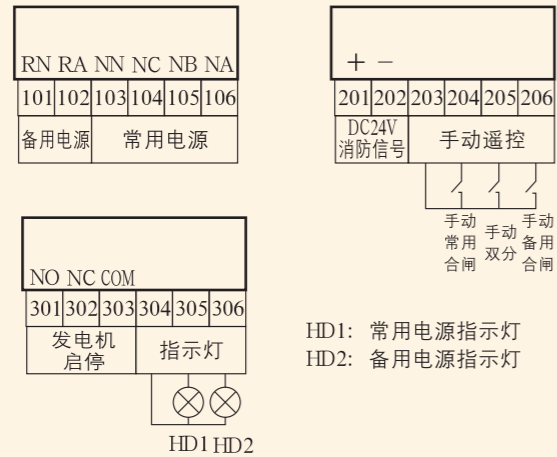 RN RA NN NC NB NA
101 102 103 104 105 106
备用电源 常用电源
+ −
201 202 203 204 205 206
DC24V
消防信号
手动遥控
手动
常用
合闸
手动
双分
手动
备用
合闸
NO NC COM
301 302 303 304 305 306
发电机
启停
指示灯
HD1 HD2
HD1: 常用电源指示灯
HD2: 备用电源指示灯